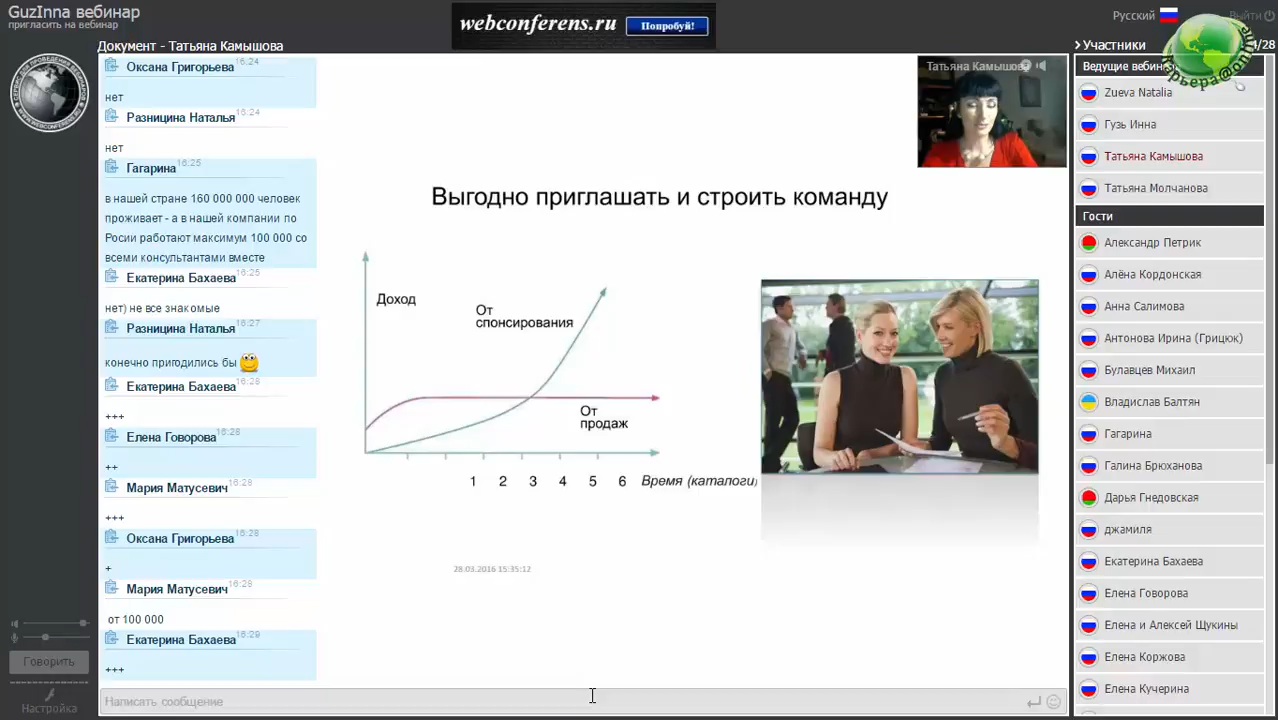 GuzInna вебинар
пригласить на вебинар
webconferens.ru Попробуй!
Русский
Выйти
Документ - Татьяна Камышова
Оксана Григорьева 16:24
нет
Разницина Наталья 16:24
нет
Гагарина 16:25
в нашей стране 160 000 000 человек
проживает - а в нашей компании по
Росии работают максимум 100 000 со
всеми консультантами вместе
Екатерина Бахаева 16:25
нет) не все знакомые
Разницина Наталья 16:27
конечно пригодились бы
Екатерина Бахаева 16:28
+++
Елена Говорова 16:28
++
Мария Матусевич 16:28
+++
Оксана Григорьева 16:28
+
Мария Матусевич 16:28
от 100 000
Екатерина Бахаева 16:29
+++
Написать сообщение
Говорить
Настройка
Татьяна Камышова
Выгодно приглашать и строить команду
Доход
От
спонсирования
От
продаж
1 2 3 4 5 6 Время (каталоги)
28.03.2016 15:35:12
Участники
/28
Ведущие
Zueva Natalia
Гузь Инна
Татьяна Камышова
Татьяна Молчанова
Гости
Александр Петрик
Алёна Кордонская
Анна Салимова
Антонова Ирина (Грицюк)
Булавцев Михаил
Владислав Балтян
Гагарина
Галина Брюханова
Дарья Гнедовская
джамиля
Екатерина Бахаева
Елена Говорова
Елена и Алексей Щукины
Елена Коржова
Елена Кучерина